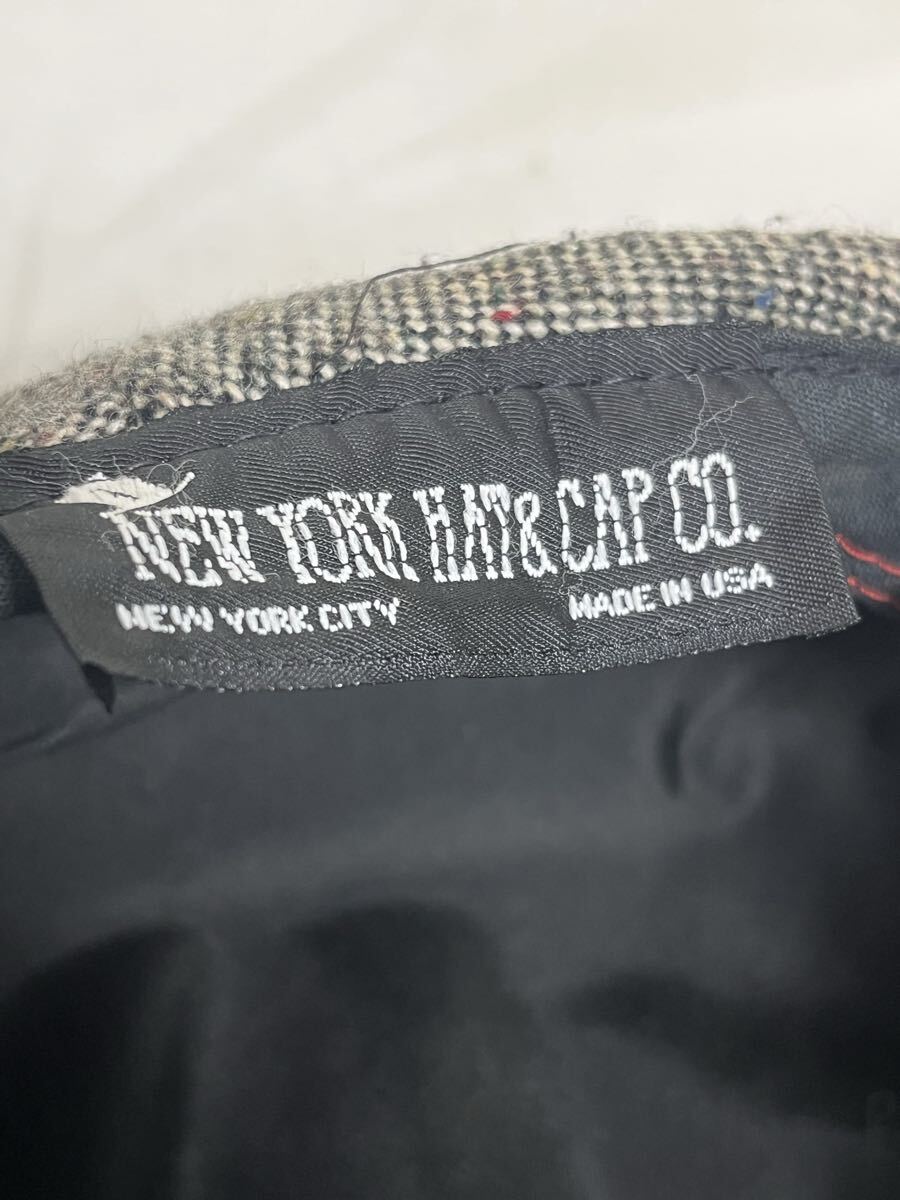 NEW YORK HAT & CAP CO.
NEW YORK CITY MADE IN USA